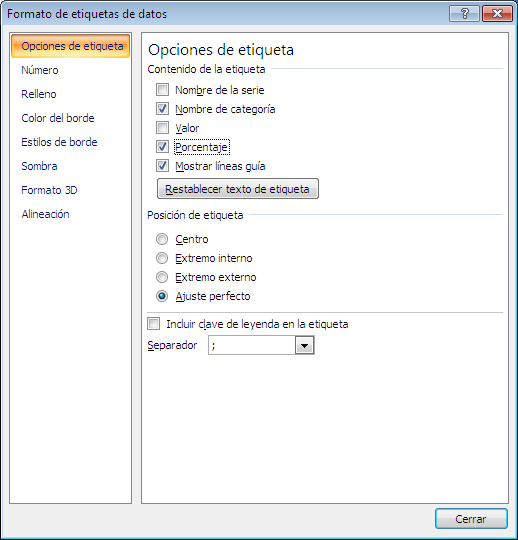 Formato de etiquetas de datos
Opciones de etiqueta
Número
Relleno
Color del borde
Estilos de borde
Sombra
Formato 3D
Alineación
Opciones de etiqueta
Contenido de la etiqueta
Nombre de la serie
Nombre de categoría
Valor
Porcentaje
Mostrar líneas guía
Restablecer texto de etiqueta
Posición de etiqueta
Centro
Extremo interno
Extremo externo
Ajuste perfecto
Incluir clave de leyenda en la etiqueta
Separador ;
Cerrar